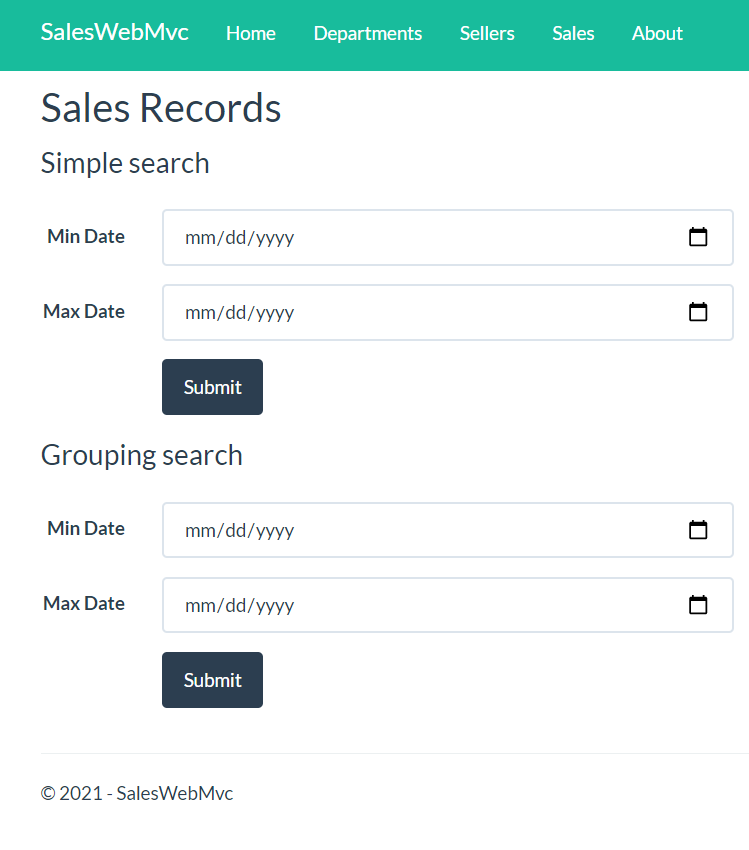 SalesWebMvc Home Departments Sellers Sales About
Sales Records
Simple search
Min Date mm/dd/yyyy
Max Date mm/dd/yyyy
Submit
Grouping search
Min Date mm/dd/yyyy
Max Date mm/dd/yyyy
Submit
© 2021 - SalesWebMvc